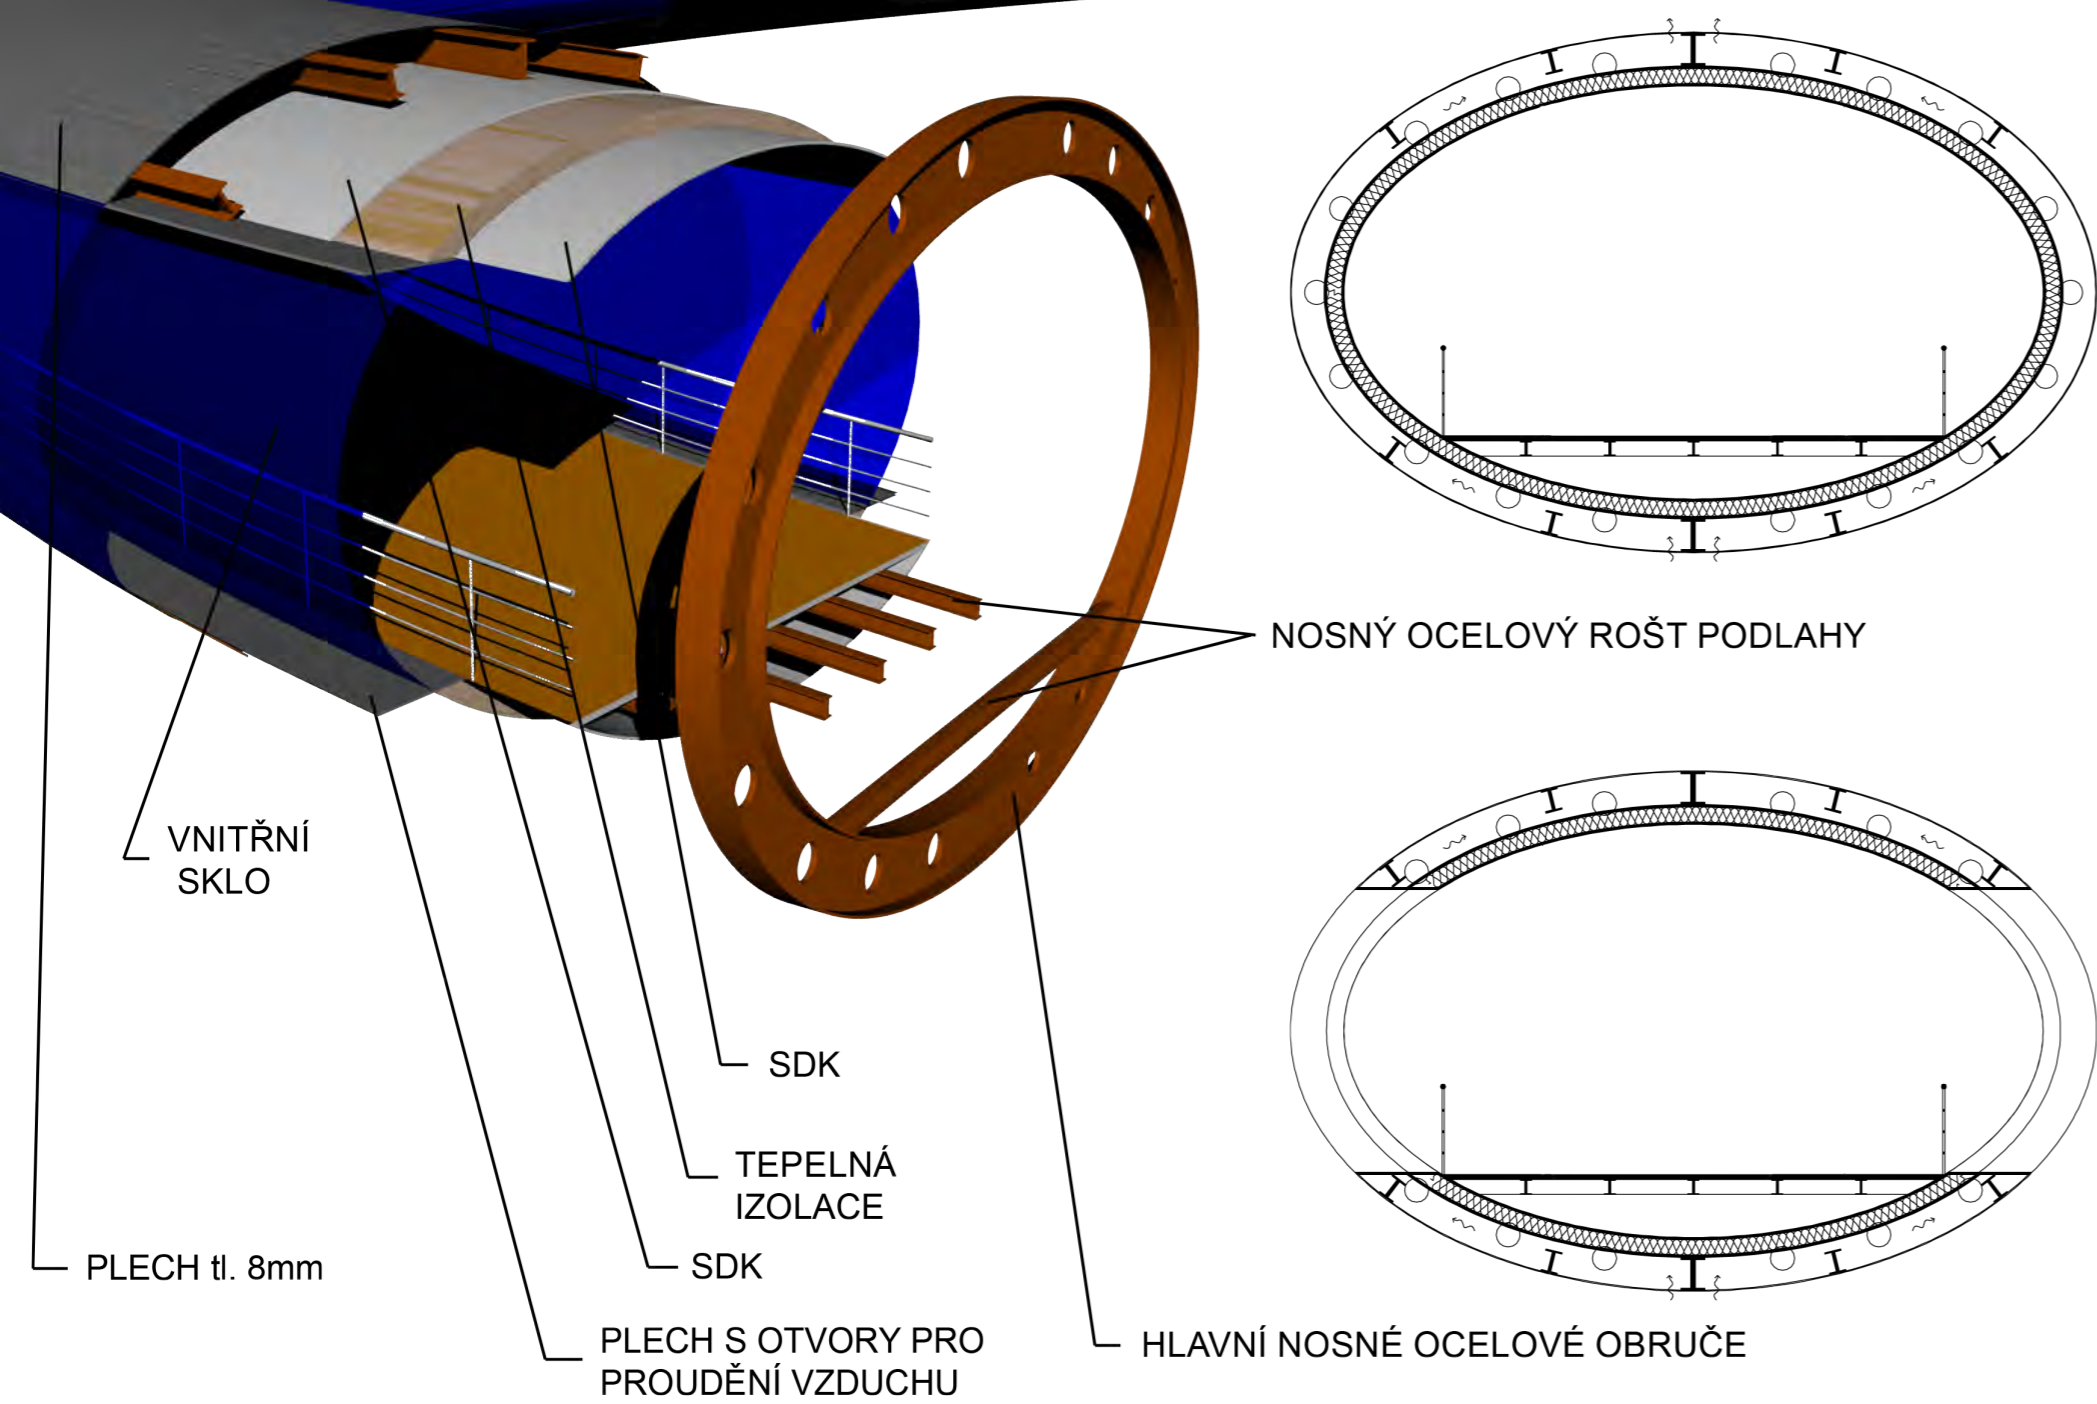 NOSNÝ OCELOVÝ ROŠT PODLAHY
VNITŘNÍ
SKLO
SDK
TEPELNÁ
IZOLACE
SDK
PLECH tl. 8mm
PLECH S OTVORY PRO
PROUDĚNÍ VZDUCHU
HLAVNÍ NOSNÉ OCELOVÉ OBRUČE